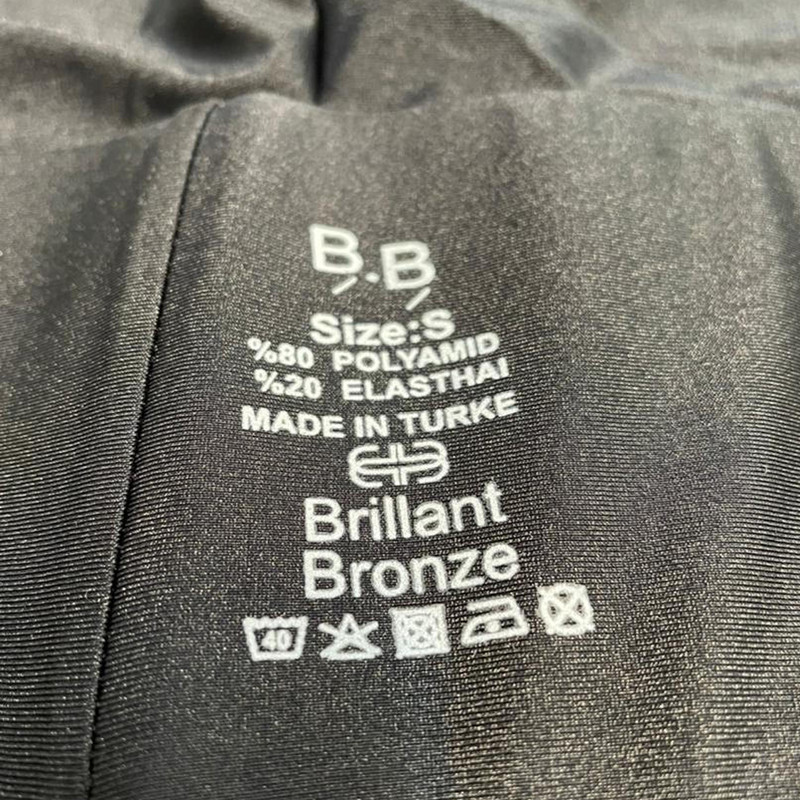 B.B
Size:S
%80 POLYAMID
%20 ELASTHAI
MADE IN TURKE
Brillant
Bronze
40